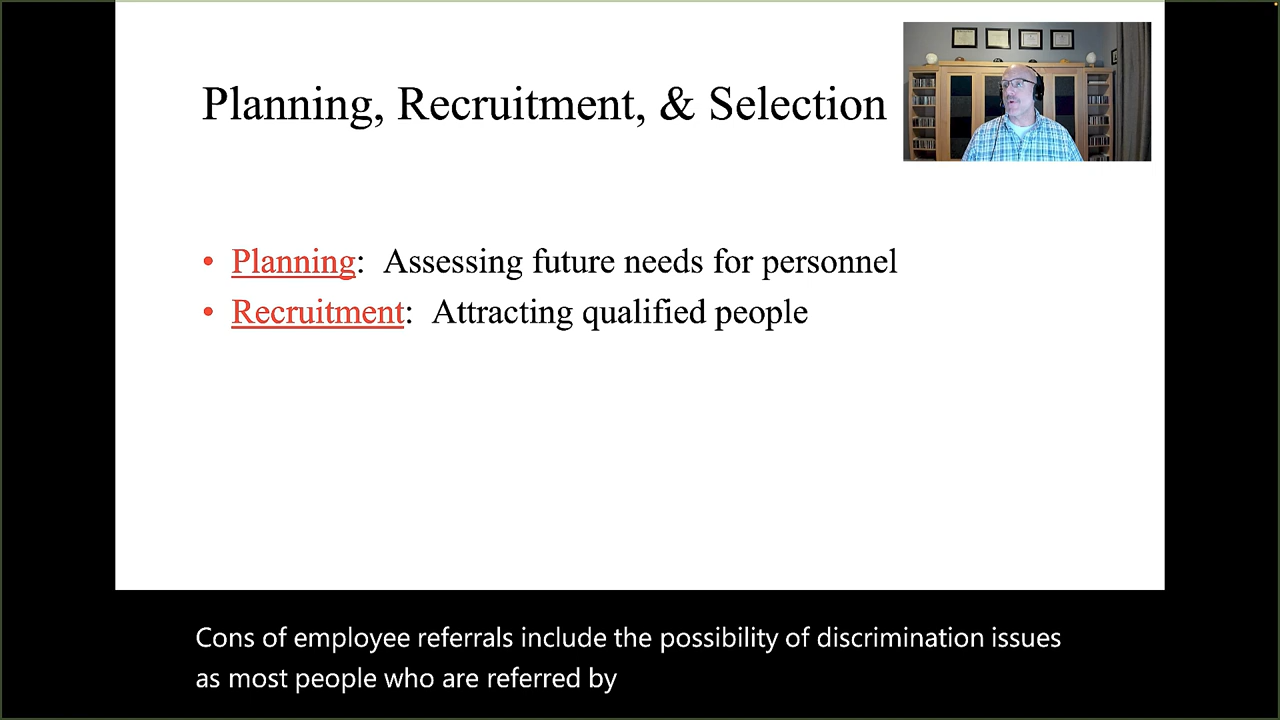 Planning, Recruitment, & Selection
• Planning: Assessing future needs for personnel
• Recruitment: Attracting qualified people
Cons of employee referrals include the possibility of discrimination issues
as most people who are referred by